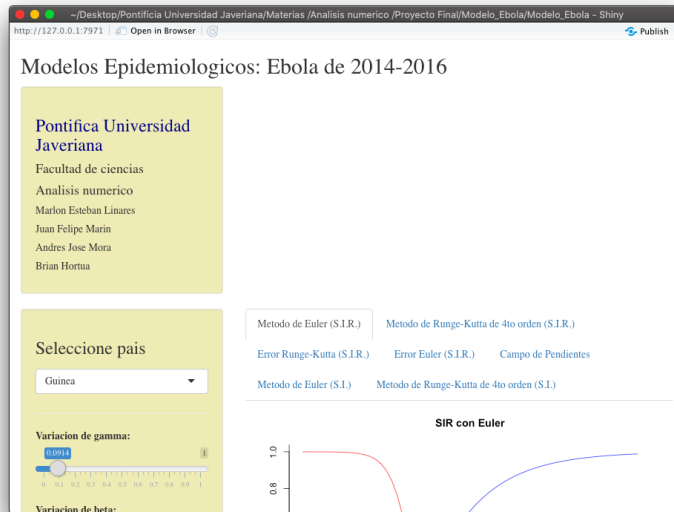 ~/Desktop/Pontificia Universidad Javeriana/Materias /Analisis numerico /Proyecto Final/Modelo_Ebola/Modelo_Ebola - Shiny
http://127.0.0.1:7971 Open in Browser Publish
Modelos Epidemiologicos: Ebola de 2014-2016
Pontifica Universidad
Javeriana
Facultad de ciencias
Analisis numerico
Marlon Esteban Linares
Juan Felipe Marin
Andres Jose Mora
Brian Hortua
Seleccione pais
Guinea
Variacion de gamma:
0.0914 1
0 0.1 0.2 0.3 0.4 0.5 0.6 0.7 0.8 0.9 1
Variacion de beta:
Metodo de Euler (S.I.R.) Metodo de Runge-Kutta de 4to orden (S.I.R.)
Error Runge-Kutta (S.I.R.) Error Euler (S.I.R.) Campo de Pendientes
Metodo de Euler (S.I.) Metodo de Runge-Kutta de 4to orden (S.I.)
SIR con Euler
1.0
0.8